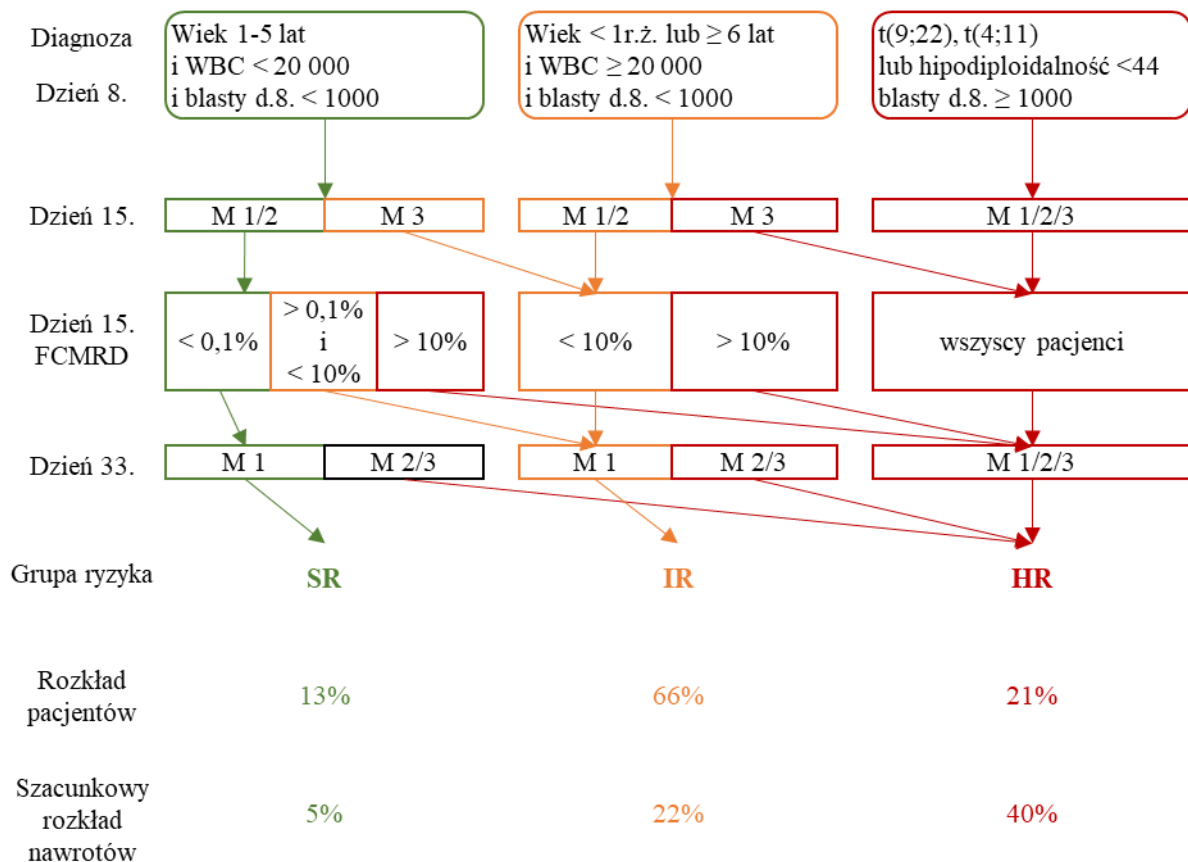 Diagnoza
Dzień 8.
Wiek 1-5 lat
i WBC < 20 000
i blasty d.8. < 1000
Wiek < 1r.ż. lub ≥ 6 lat
i WBC ≥ 20 000
i blasty d.8. < 1000
t(9;22), t(4;11)
lub hipodiploidalność <44
blasty d.8. ≥ 1000
Dzień 15.
M 1/2
M 3
M 1/2
M 3
M 1/2/3
Dzień 15.
FCMRD
< 0,1%
> 0,1%
i
< 10%
> 10%
< 10%
> 10%
wszyscy pacjenci
Dzień 33.
M 1
M 2/3
M 1
M 2/3
M 1/2/3
Grupa ryzyka
SR
IR
HR
Rozkład
pacjentów
13%
66%
21%
Szacunkowy
rozkład
nawrotów
5%
22%
40%